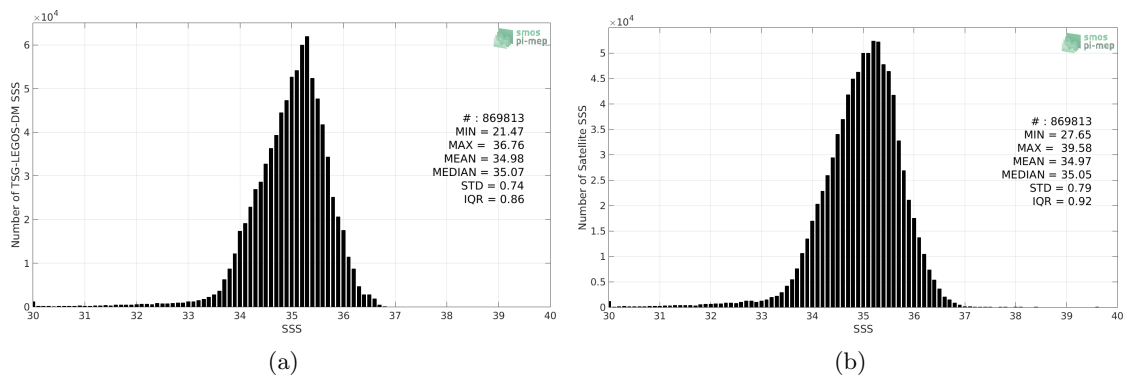 ×10⁴
smos
pi-mep
6
5
4
3
2
1
0
Number of TSG-LEGOS-DM SSS
# : 869813
MIN = 21.47
MAX = 36.76
MEAN = 34.98
MEDIAN = 35.07
STD = 0.74
IQR = 0.86
30 31 32 33 34 35 36 37 38 39 40
SSS
(a)
×10⁴
smos
pi-mep
5
4.5
4
3.5
3
2.5
2
1.5
1
0.5
0
Number of Satellite SSS
# : 869813
MIN = 27.65
MAX = 39.58
MEAN = 34.97
MEDIAN = 35.05
STD = 0.79
IQR = 0.92
30 31 32 33 34 35 36 37 38 39 40
SSS
(b)